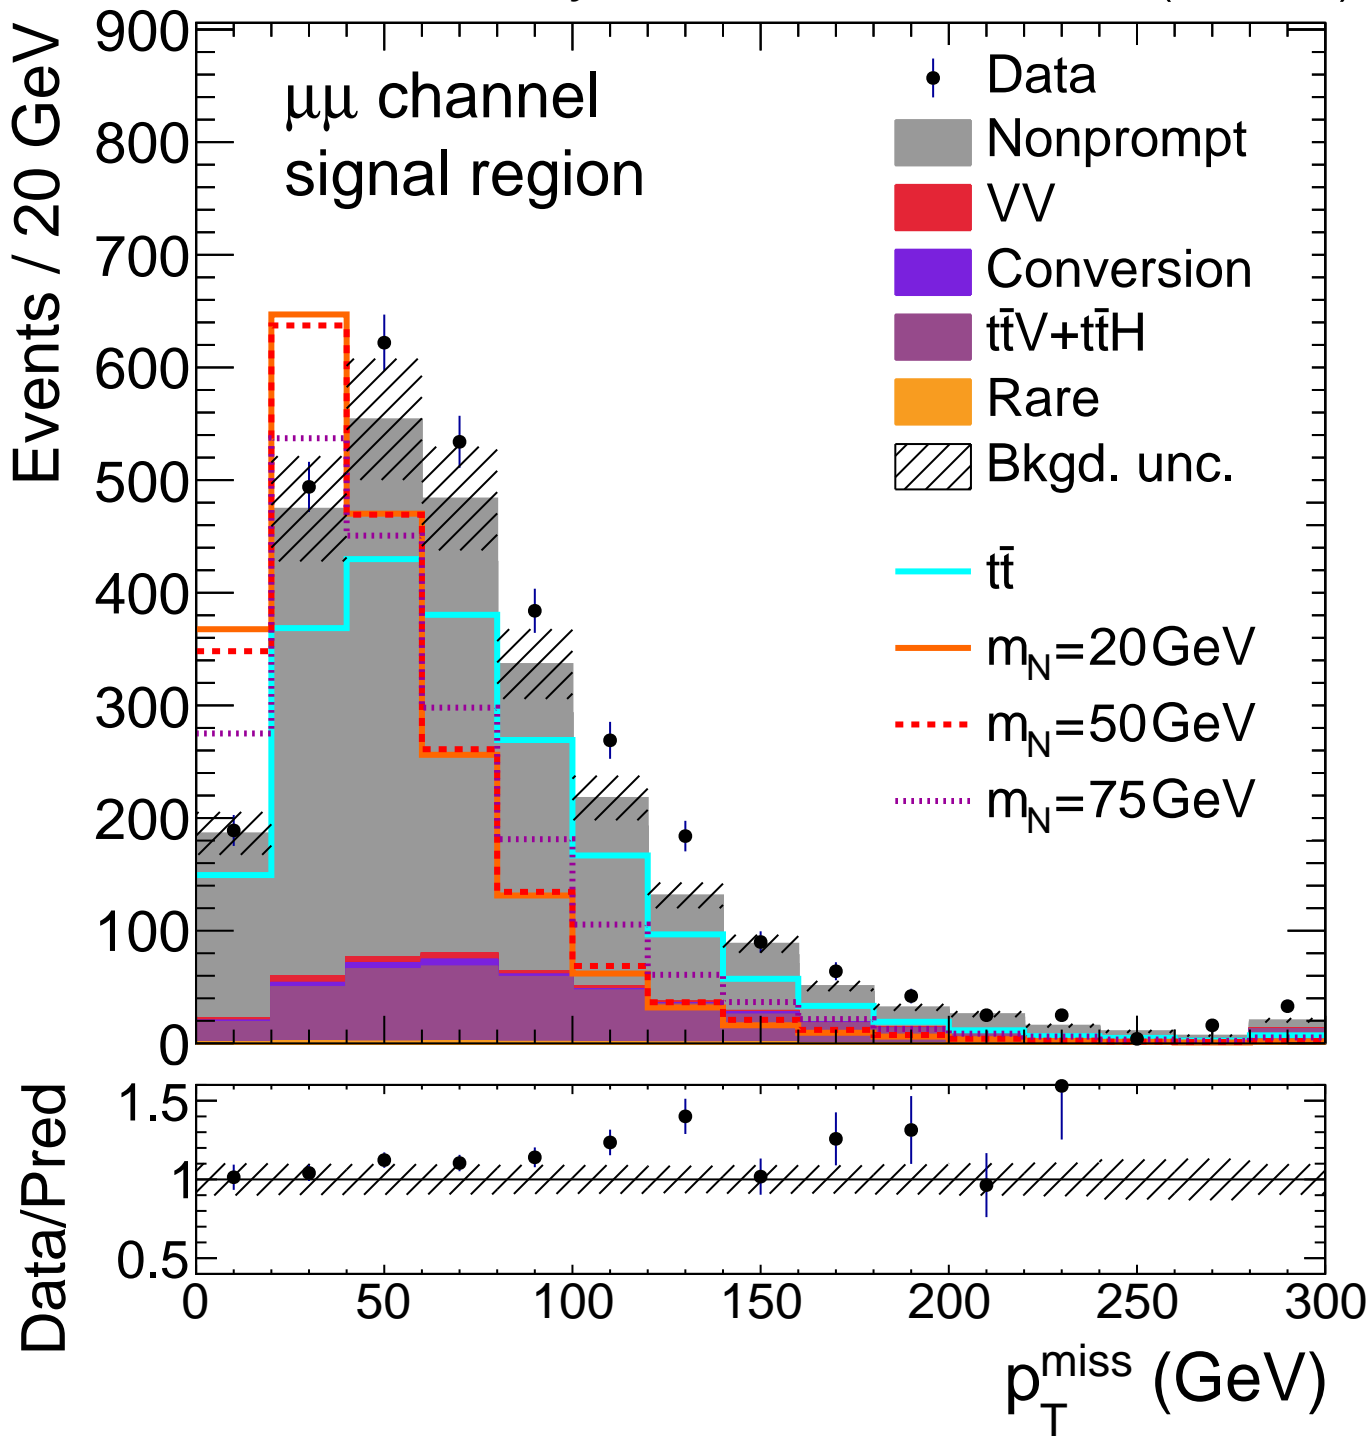 Events / 20 GeV
900
800
700
600
500
400
300
200
100
0
μμ channel
signal region
Data
Nonprompt
VV
Conversion
tt̄V+tt̄H
Rare
Bkgd. unc.
tt̄
m_N=20GeV
m_N=50GeV
m_N=75GeV
Data/Pred
1.5
1
0.5
0 50 100 150 200 250 300
p_T^miss (GeV)